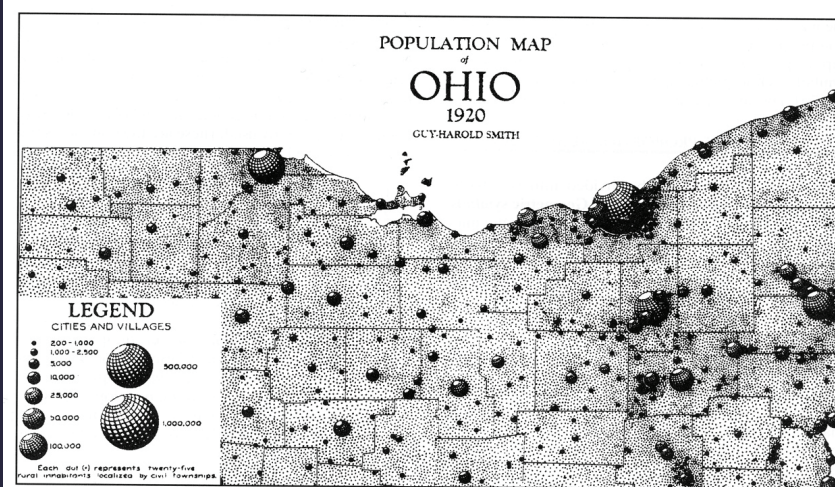 POPULATION MAP
of
OHIO
1920
GUY-HAROLD SMITH
LEGEND
CITIES AND VILLAGES
200 - 1,000
1,000 - 2,500
5,000
10,000
25,000
50,000
100,000
500,000
1,000,000
Each dot (•) represents twenty-five
rural inhabitants localized by civil townships.